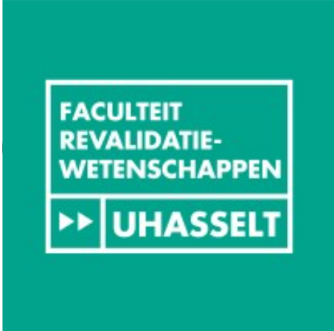 FACULTEIT
REVALIDATIE-
WETENSCHAPPEN
UHASSELT